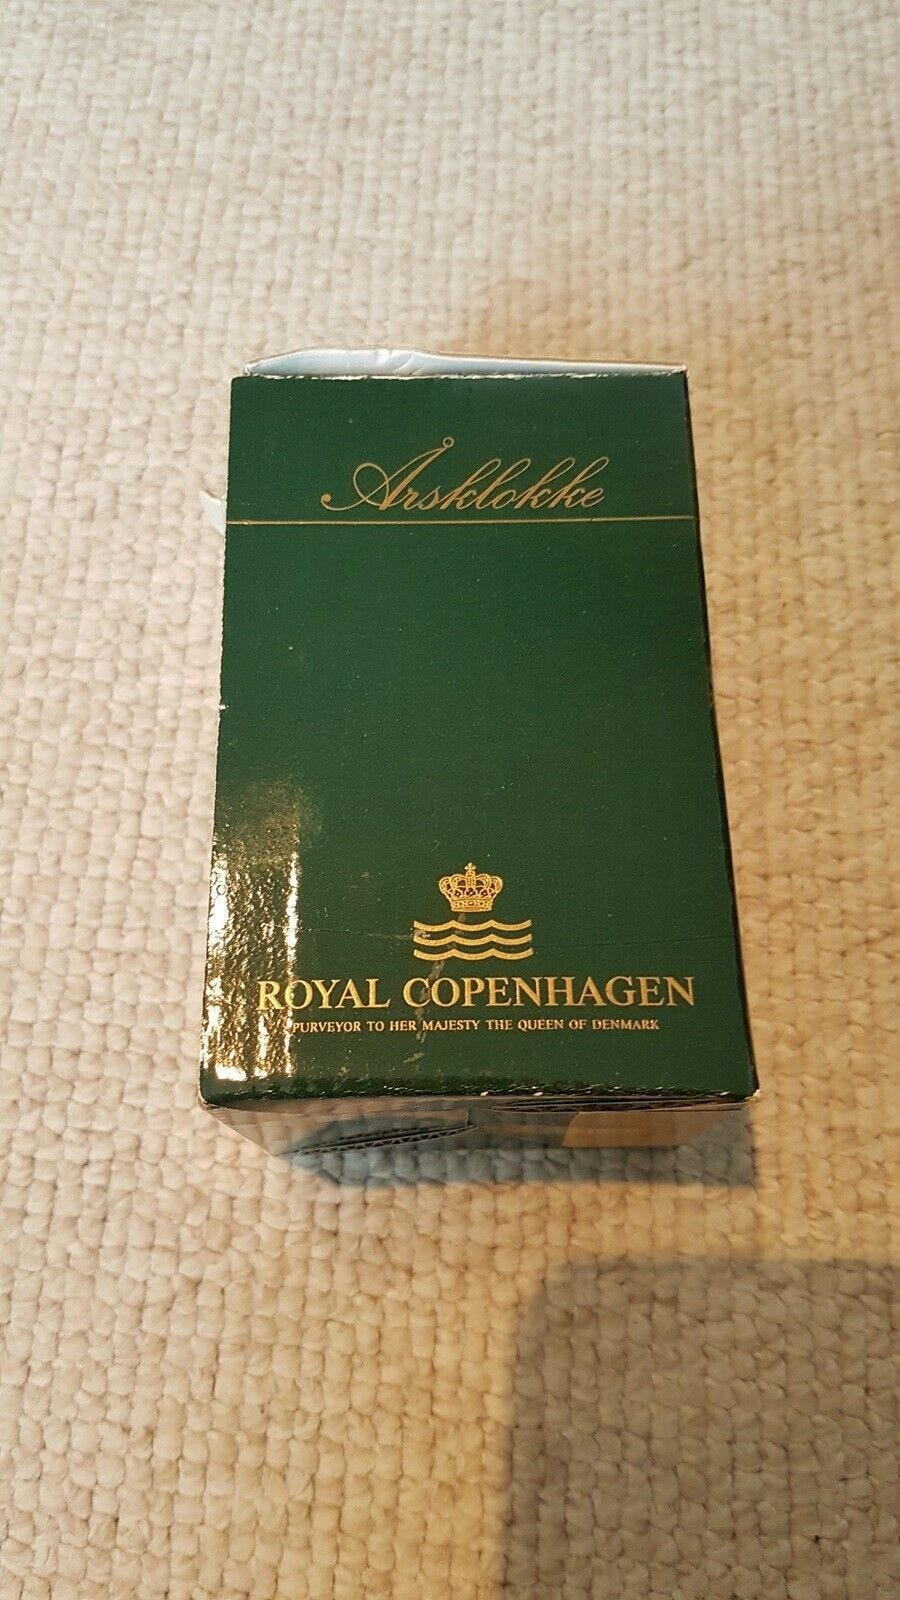 Årsklokke
ROYAL COPENHAGEN
PURVEYOR TO HER MAJESTY THE QUEEN OF DENMARK